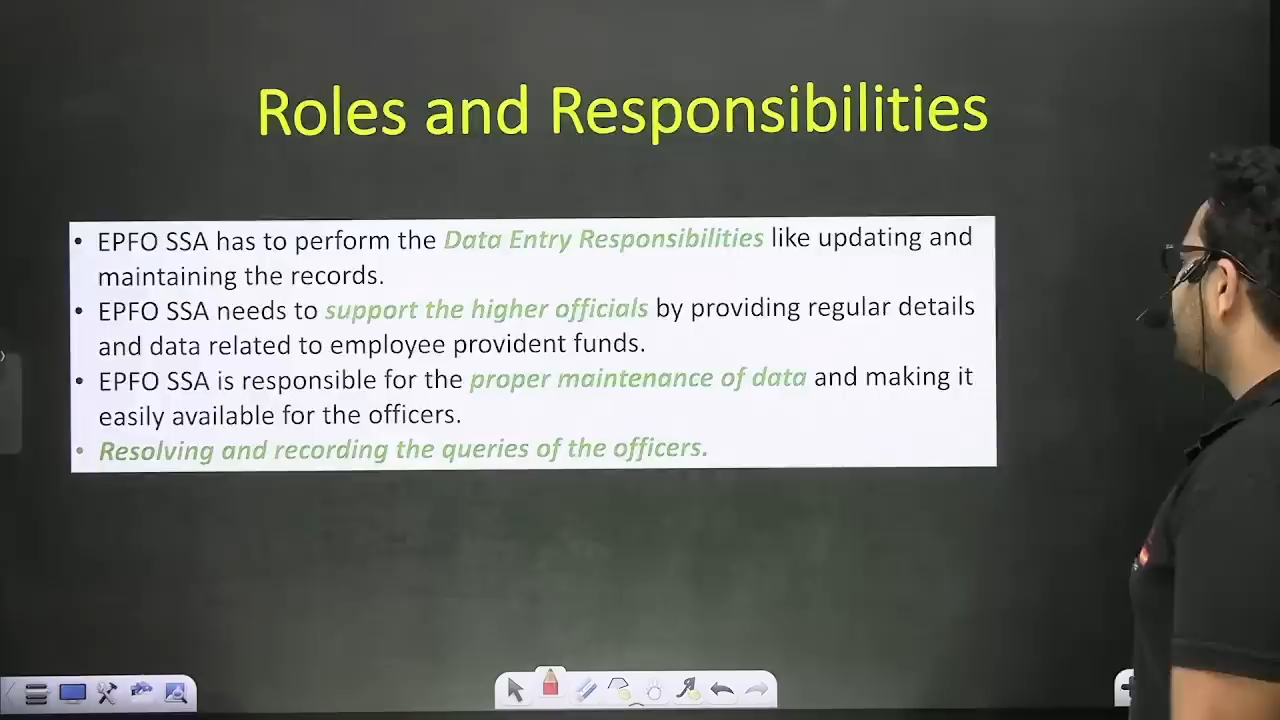 Roles and Responsibilities
• EPFO SSA has to perform the Data Entry Responsibilities like updating and
maintaining the records.
• EPFO SSA needs to support the higher officials by providing regular details
and data related to employee provident funds.
• EPFO SSA is responsible for the proper maintenance of data and making it
easily available for the officers.
• Resolving and recording the queries of the officers.